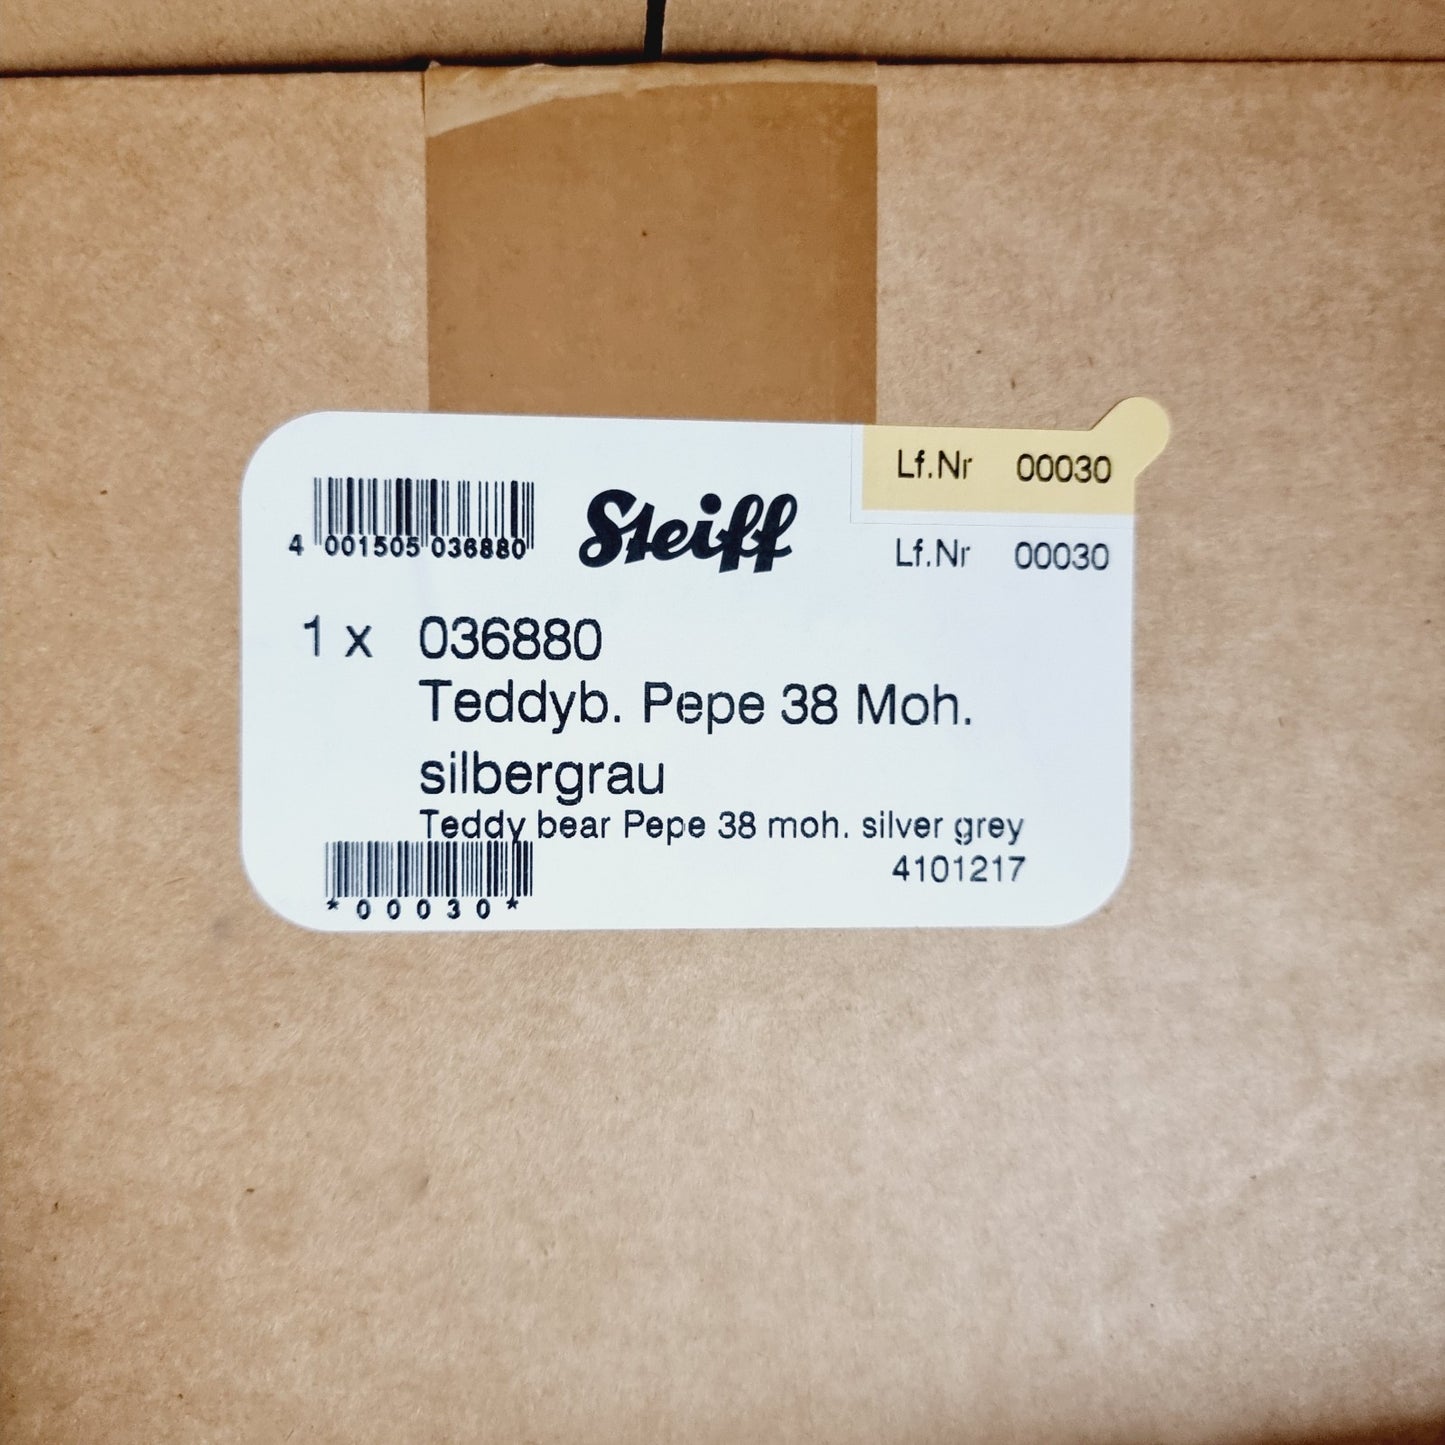 Lf.Nr 00030
4 001505 036880
Steiff
Lf.Nr 00030
1 x 036880
Teddyb. Pepe 38 Moh.
silbergrau
Teddy bear Pepe 38 moh. silver grey
4101217
*00030*